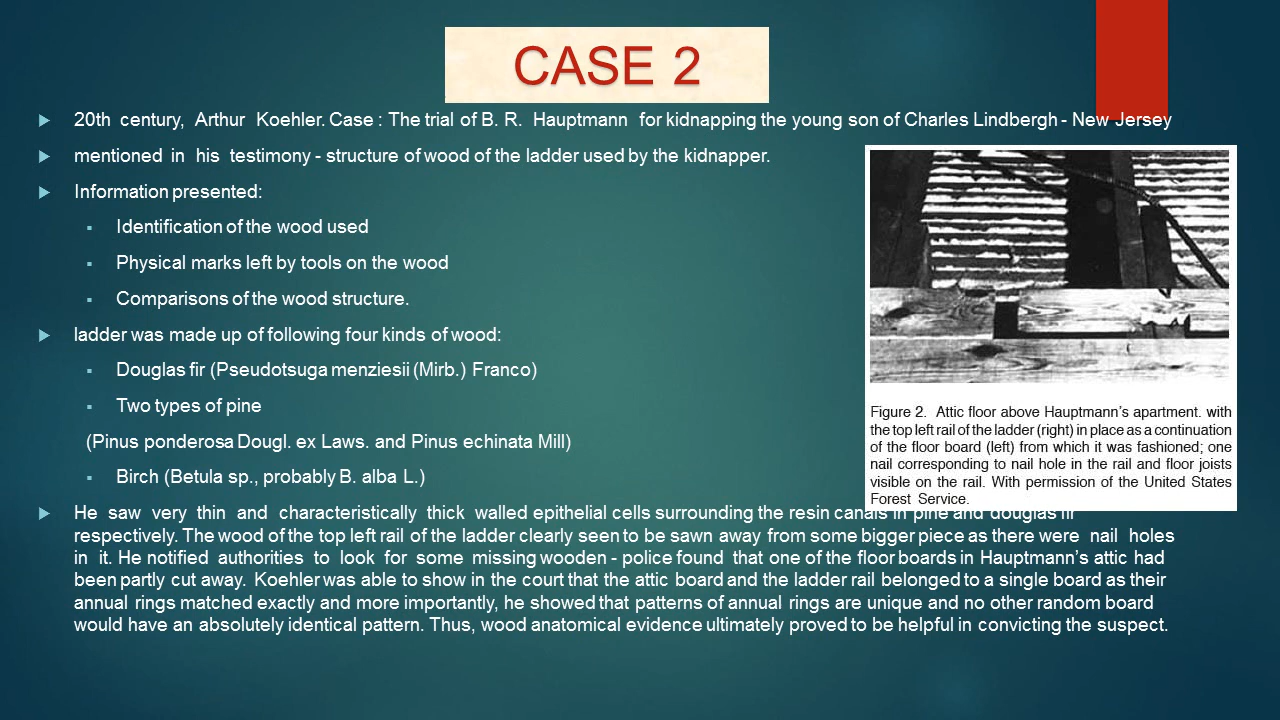 CASE 2
20th century, Arthur Koehler. Case : The trial of B. R. Hauptmann for kidnapping the young son of Charles Lindbergh - New Jersey
mentioned in his testimony - structure of wood of the ladder used by the kidnapper.
Information presented:
Identification of the wood used
Physical marks left by tools on the wood
Comparisons of the wood structure.
ladder was made up of following four kinds of wood:
Douglas fir (Pseudotsuga menziesii (Mirb.) Franco)
Two types of pine
(Pinus ponderosa Dougl. ex Laws. and Pinus echinata Mill)
Birch (Betula sp., probably B. alba L.)
He saw very thin and characteristically thick walled epithelial cells surrounding the resin canals in pine and douglas fir
respectively. The wood of the top left rail of the ladder clearly seen to be sawn away from some bigger piece as there were nail holes
in it. He notified authorities to look for some missing wooden - police found that one of the floor boards in Hauptmann's attic had
been partly cut away. Koehler was able to show in the court that the attic board and the ladder rail belonged to a single board as their
annual rings matched exactly and more importantly, he showed that patterns of annual rings are unique and no other random board
would have an absolutely identical pattern. Thus, wood anatomical evidence ultimately proved to be helpful in convicting the suspect.
Figure 2. Attic floor above Hauptmann's apartment. with
the top left rail of the ladder (right) in place as a continuation
of the floor board (left) from which it was fashioned; one
nail corresponding to nail hole in the rail and floor joists
visible on the rail. With permission of the United States
Forest Service.